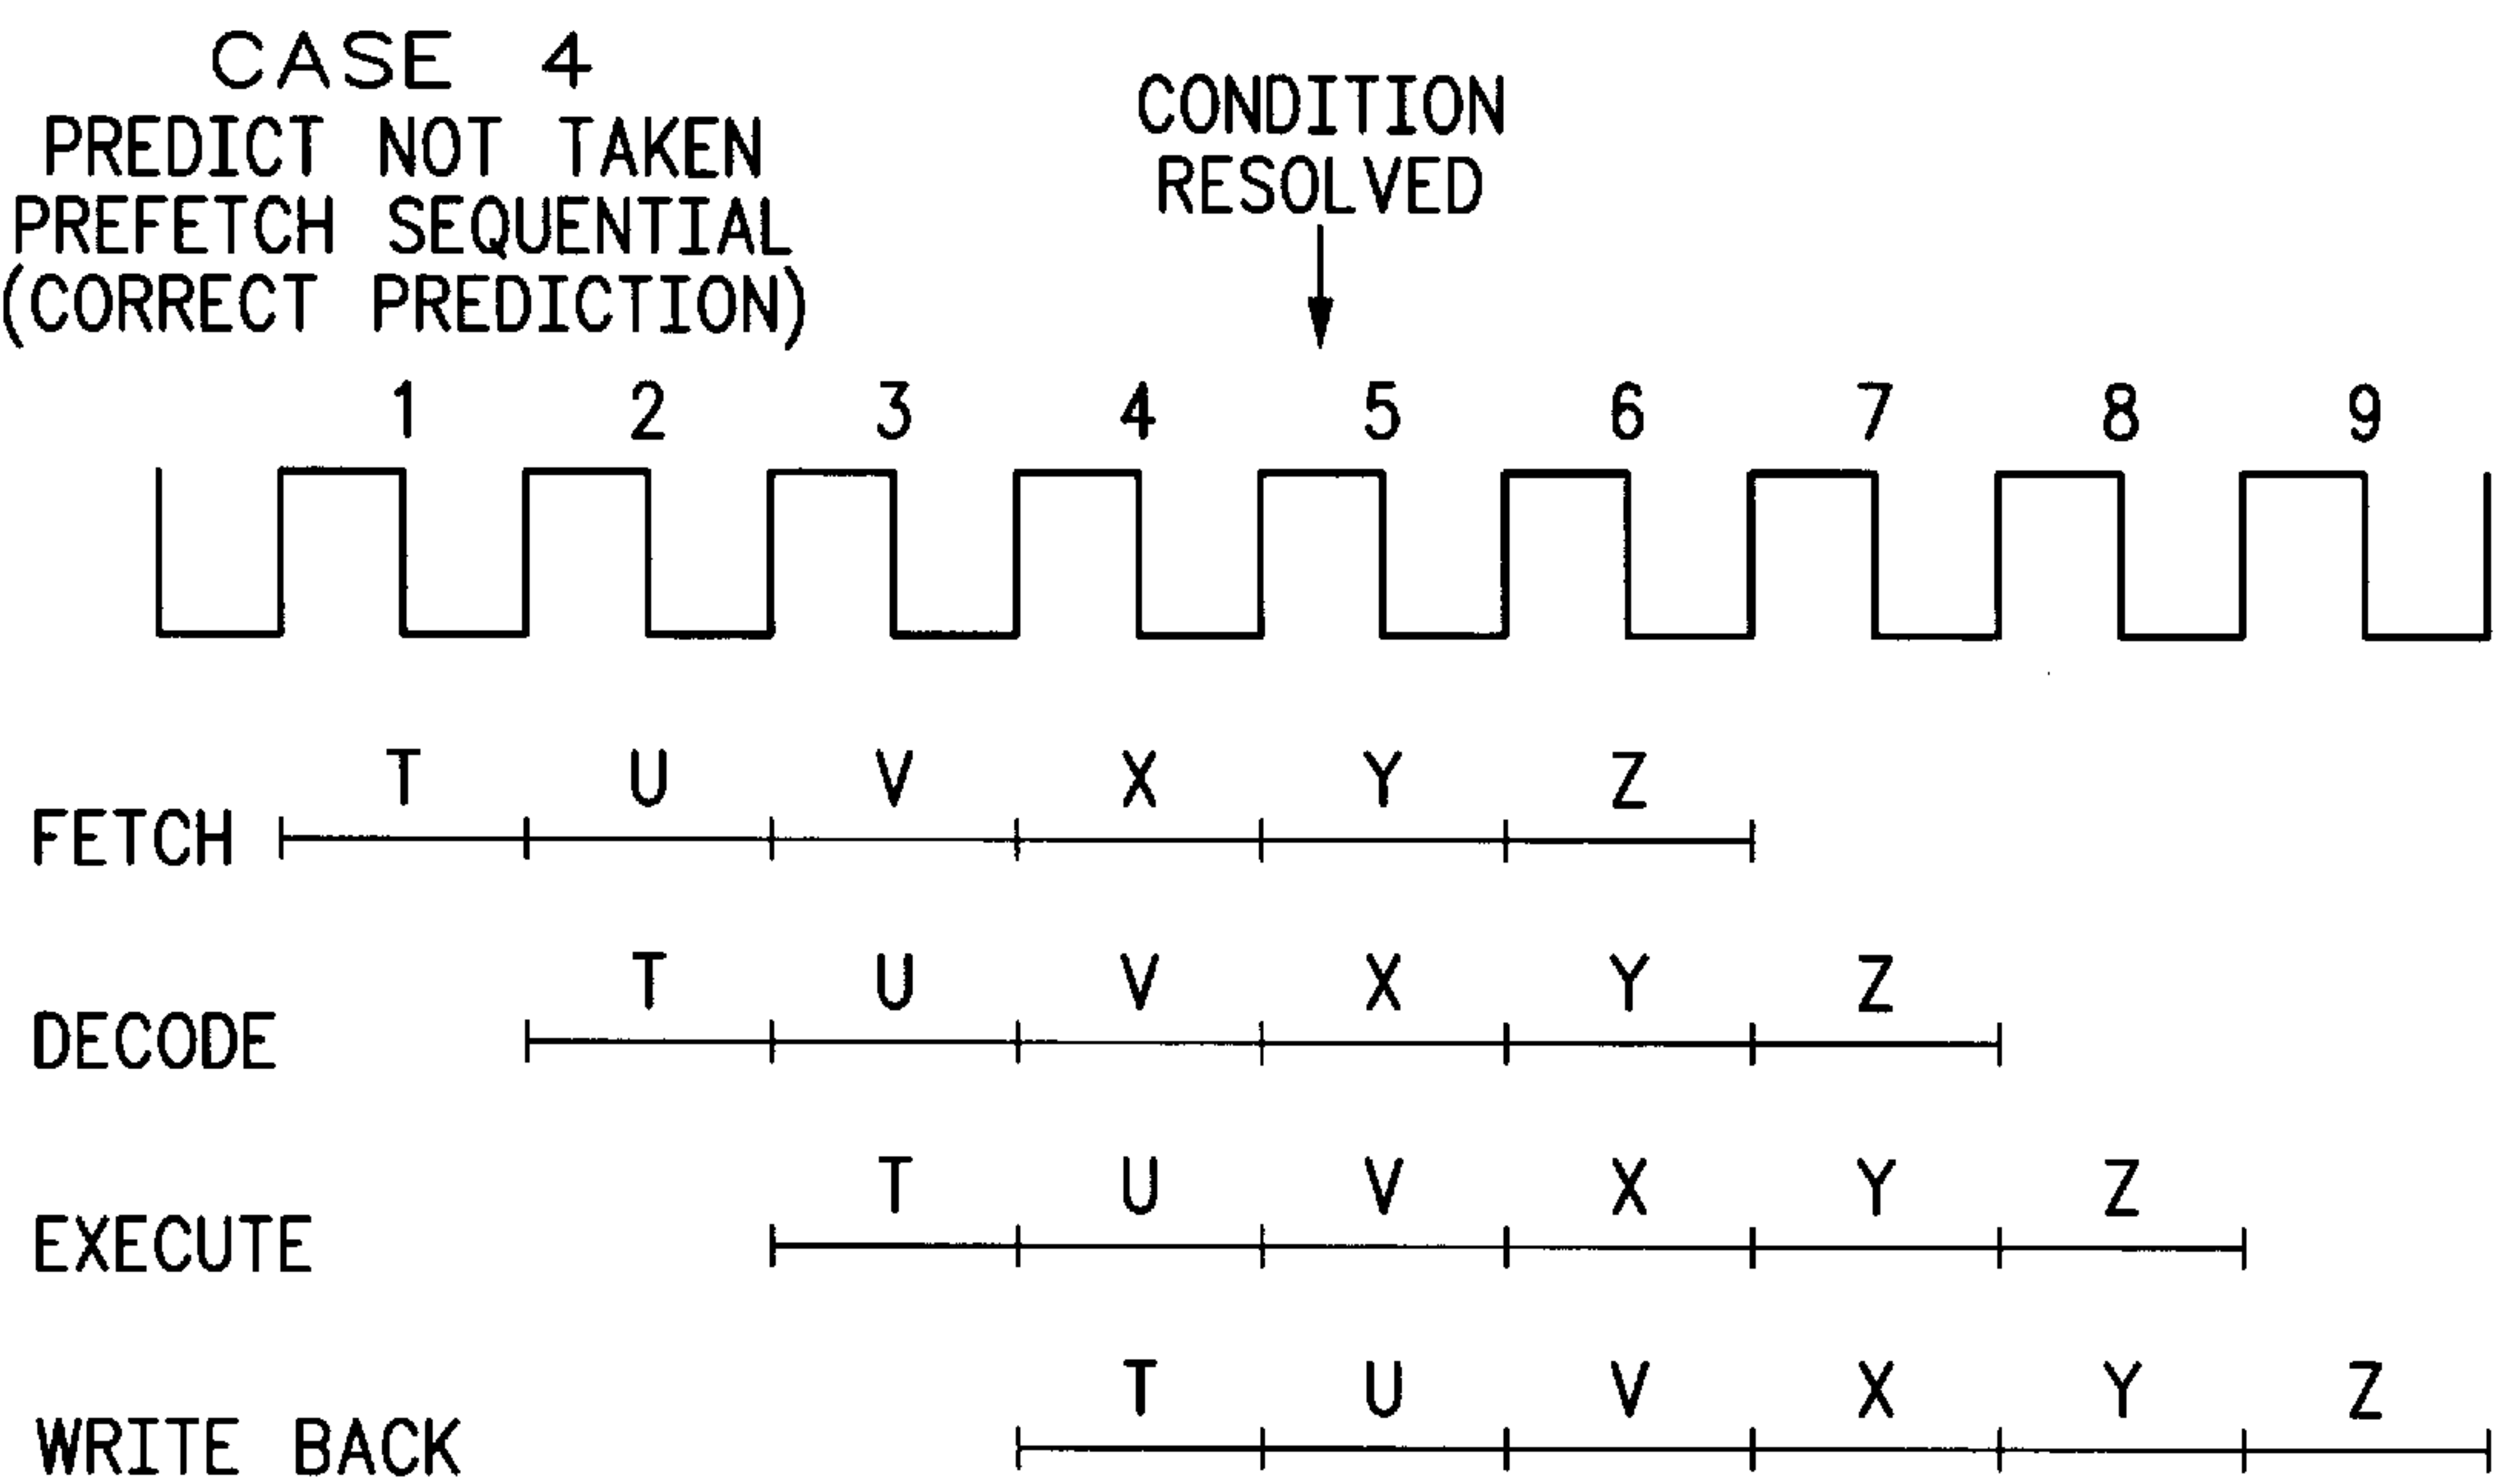 CASE 4
PREDICT NOT TAKEN
PREFETCH SEQUENTIAL
(CORRECT PREDICTION)
CONDITION
RESOLVED
1 2 3 4 5 6 7 8 9
T U V X Y Z
FETCH
T U V X Y Z
DECODE
T U V X Y Z
EXECUTE
T U V X Y Z
WRITE BACK